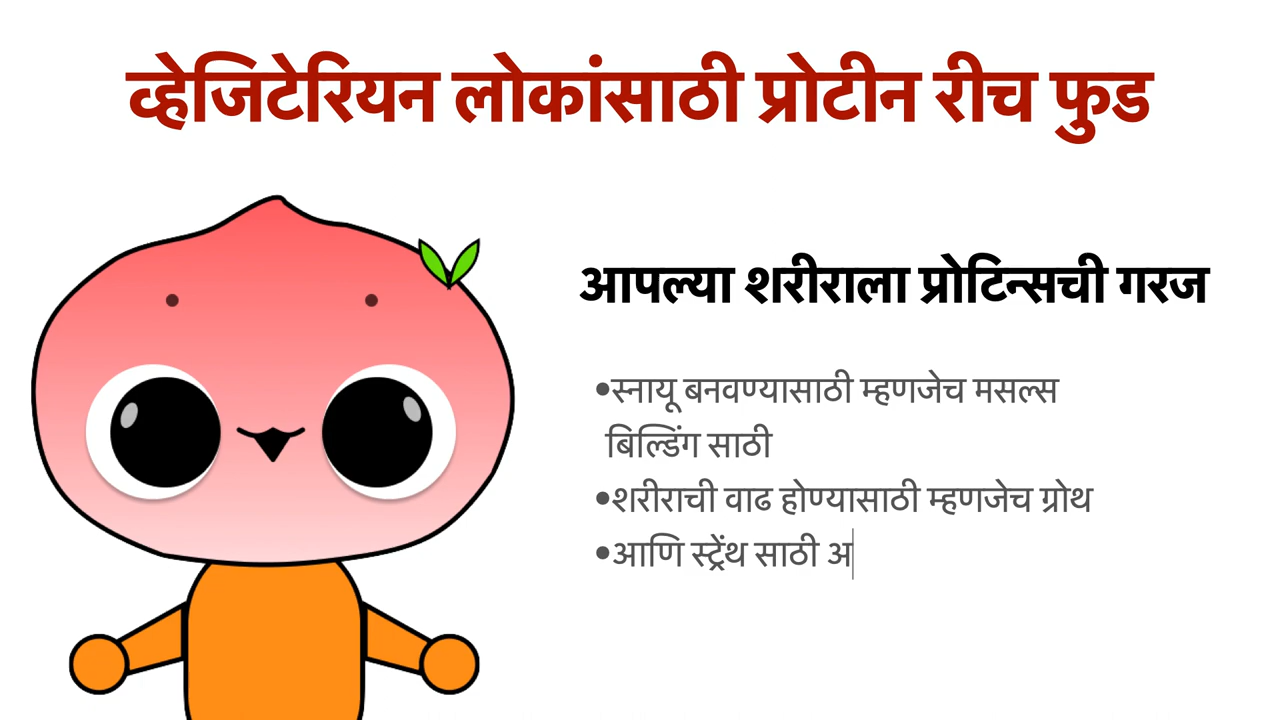 व्हेजिटेरियन लोकांसाठी प्रोटीन रीच फुड
आपल्या शरीराला प्रोटिन्सची गरज
•स्नायू बनवण्यासाठी म्हणजेच मसल्स
बिल्डिंग साठी
•शरीराची वाढ होण्यासाठी म्हणजेच ग्रोथ
•आणि स्ट्रेंथ साठी अ